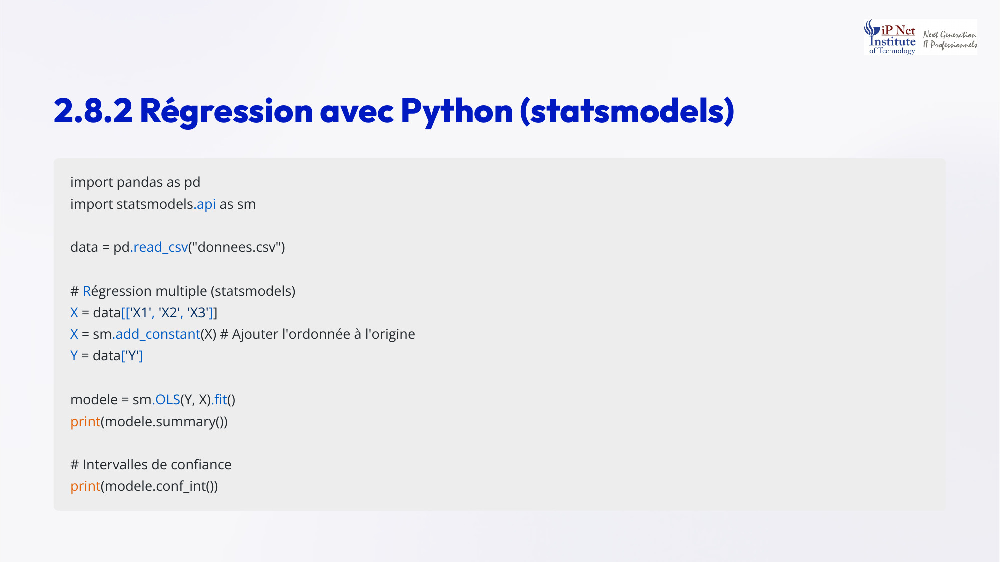 iP Net
Institute
of Technology
Next Generation
IT Professionnels
2.8.2 Régression avec Python (statsmodels)
import pandas as pd
import statsmodels.api as sm
data = pd.read_csv("donnees.csv")
# Régression multiple (statsmodels)
X = data[['X1', 'X2', 'X3']]
X = sm.add_constant(X) # Ajouter l'ordonnée à l'origine
Y = data['Y']
modele = sm.OLS(Y, X).fit()
print(modele.summary())
# Intervalles de confiance
print(modele.conf_int())